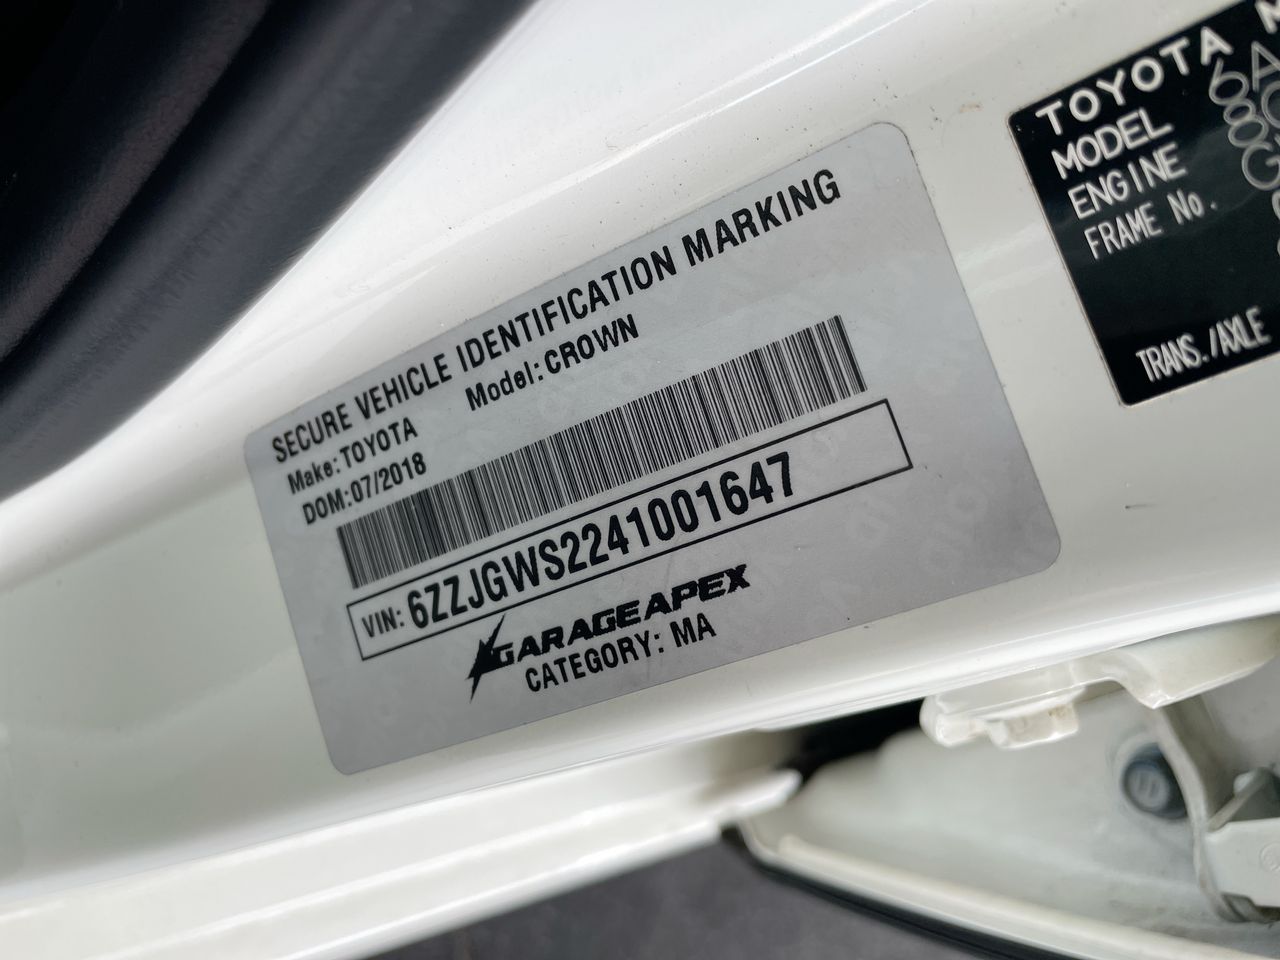 SECURE VEHICLE IDENTIFICATION MARKING
Make: TOYOTA Model: CROWN
DOM: 07/2018
VIN: 6ZZJGWS2241001647
GARAGEAPEX
CATEGORY: MA
TOYOTA
MODEL
ENGINE
FRAME No.
TRANS./AXLE